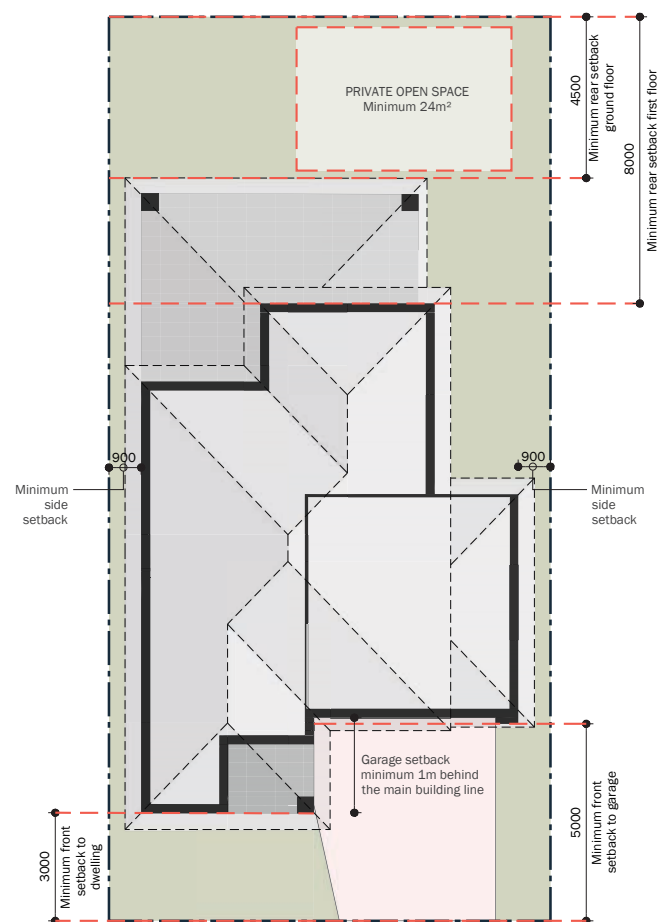 PRIVATE OPEN SPACE
Minimum 24m²
4500
Minimum rear setback
ground floor
8000
Minimum rear setback first floor
900
Minimum
side
setback
900
Minimum
side
setback
Garage setback
minimum 1m behind
the main building line
3000
Minimum front
setback to
dwelling
5000
Minimum front
setback to garage